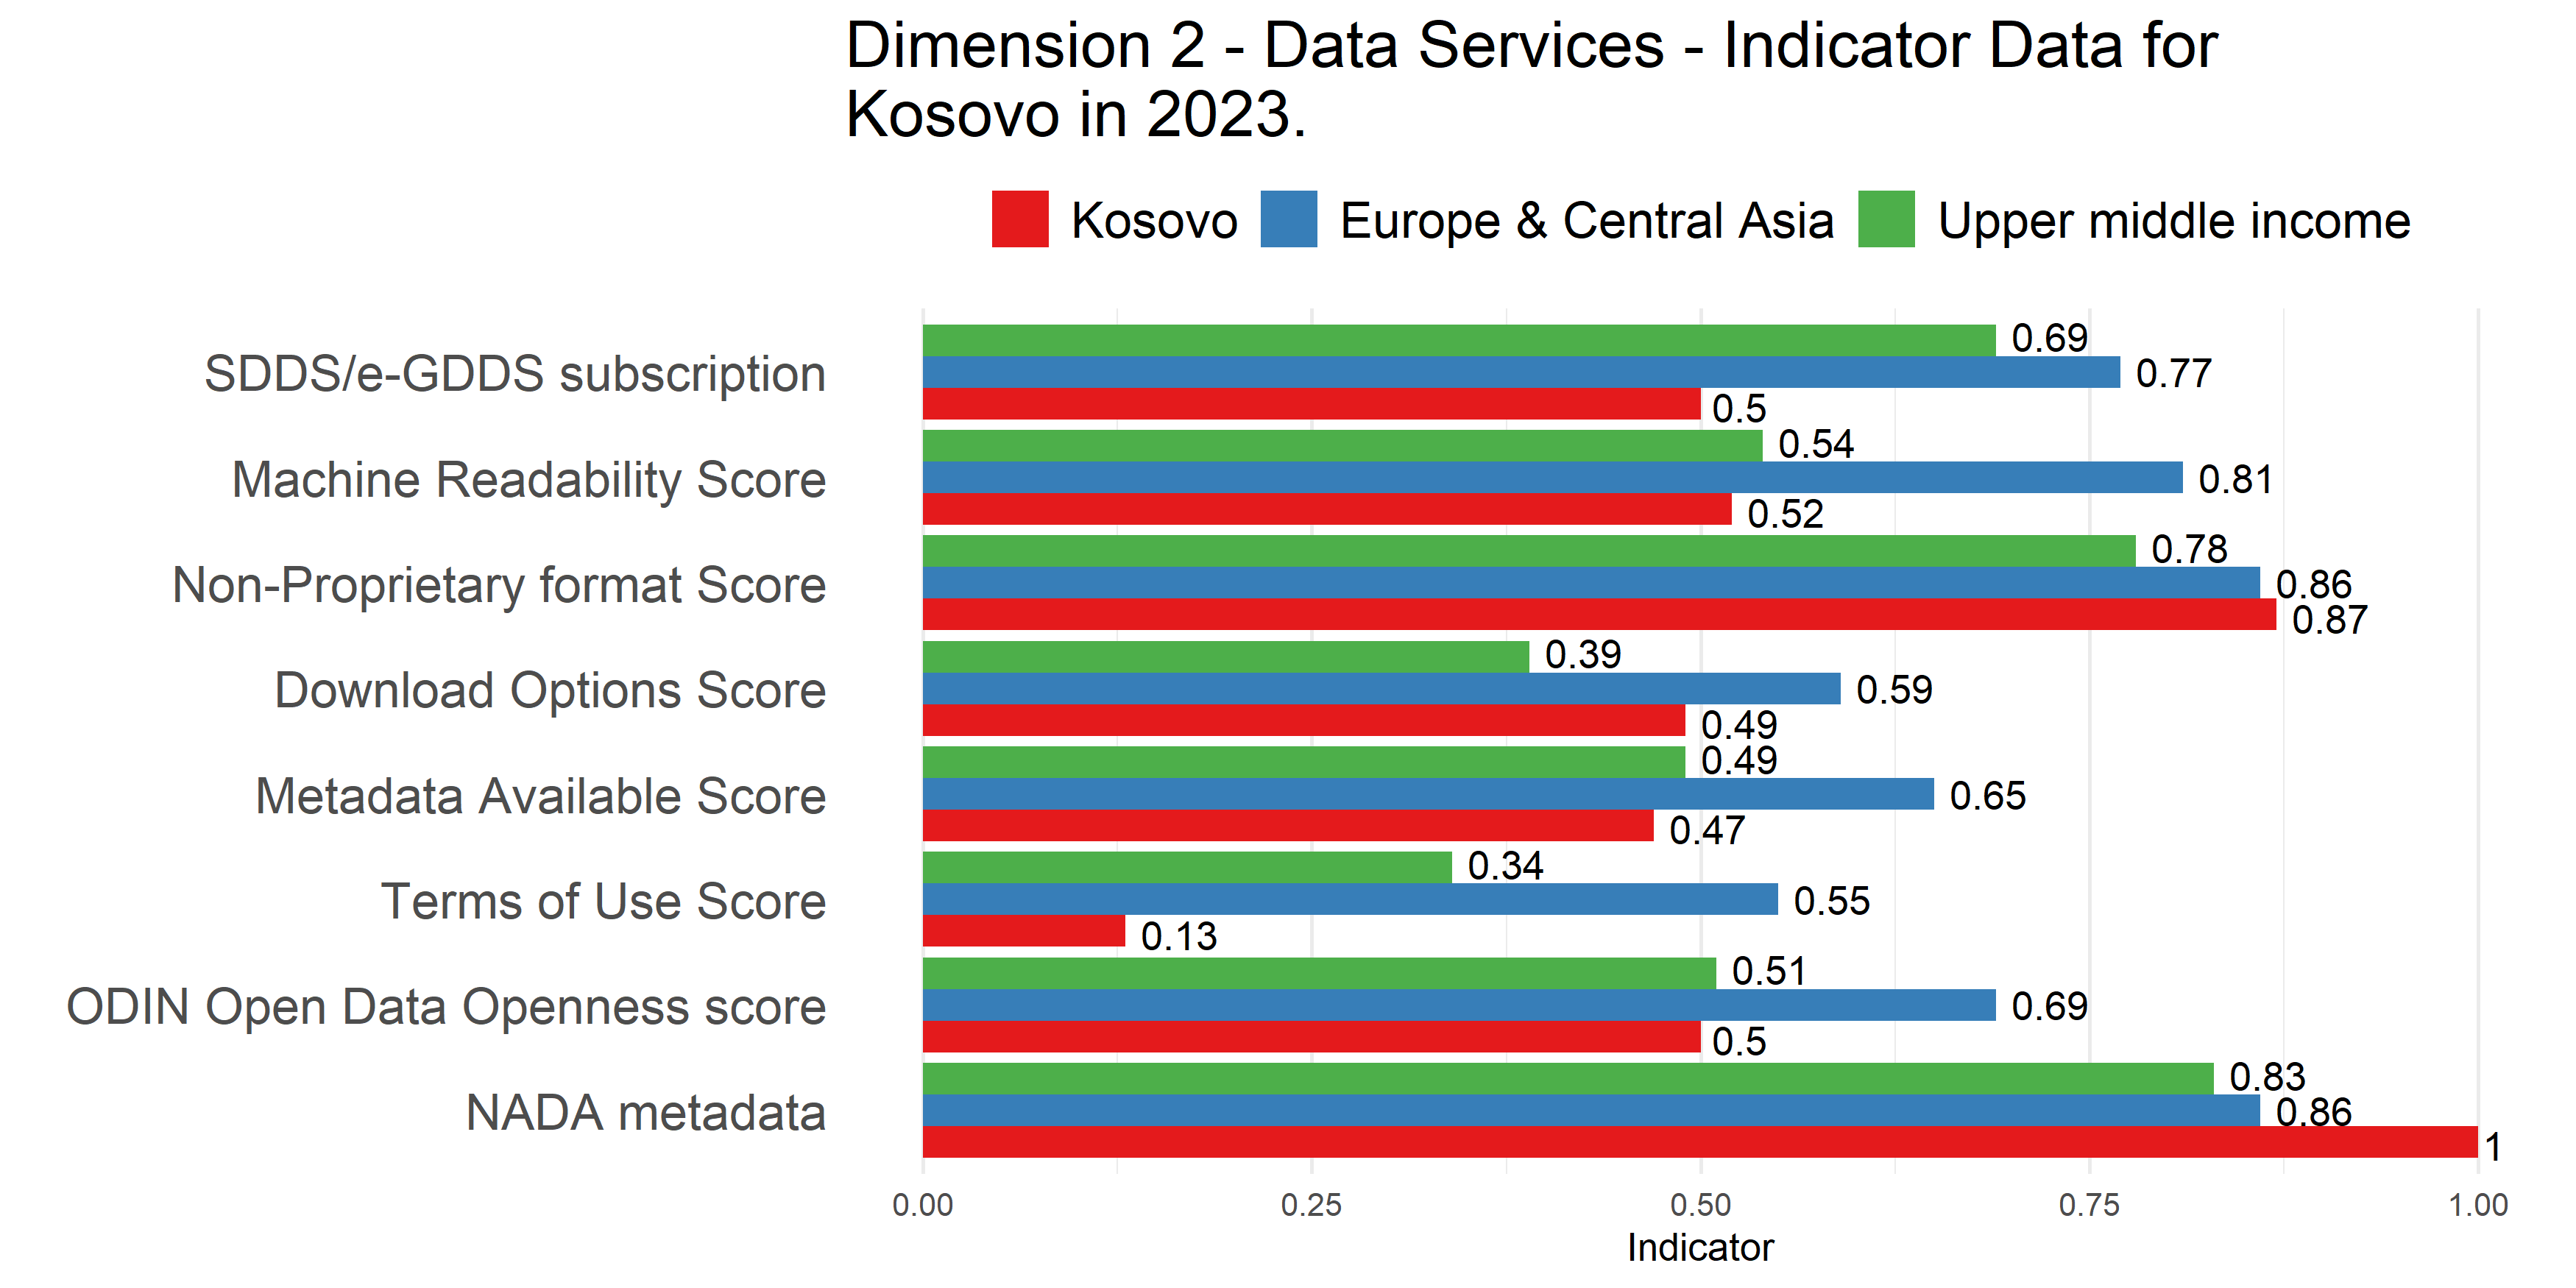 Dimension 2 - Data Services - Indicator Data for
Kosovo in 2023.
Kosovo Europe & Central Asia Upper middle income
SDDS/e-GDDS subscription
0.69
0.77
0.5
Machine Readability Score
0.54
0.81
0.52
Non-Proprietary format Score
0.78
0.86
0.87
Download Options Score
0.39
0.59
0.49
Metadata Available Score
0.49
0.65
0.47
Terms of Use Score
0.34
0.55
0.13
ODIN Open Data Openness score
0.51
0.69
0.5
NADA metadata
0.83
0.86
1
0.00 0.25 0.50 0.75 1.00
Indicator